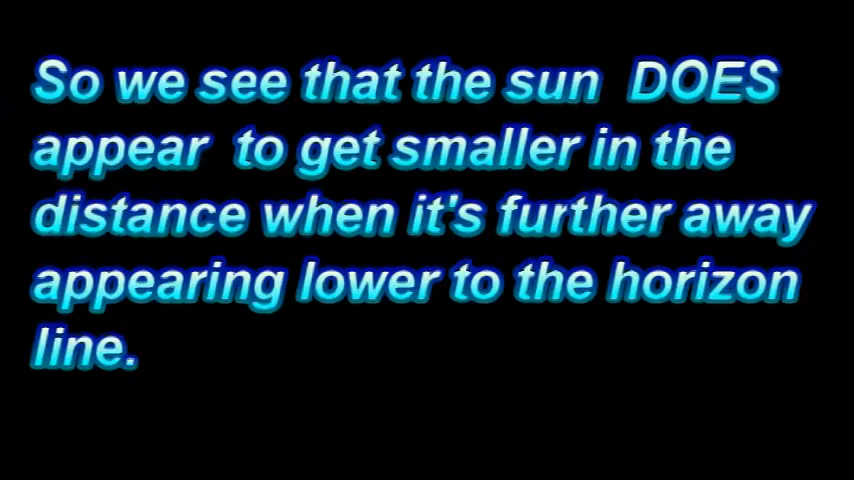 So we see that the sun  DOES
appear  to get smaller in the
distance when it's further away
appearing lower to the horizon
line.